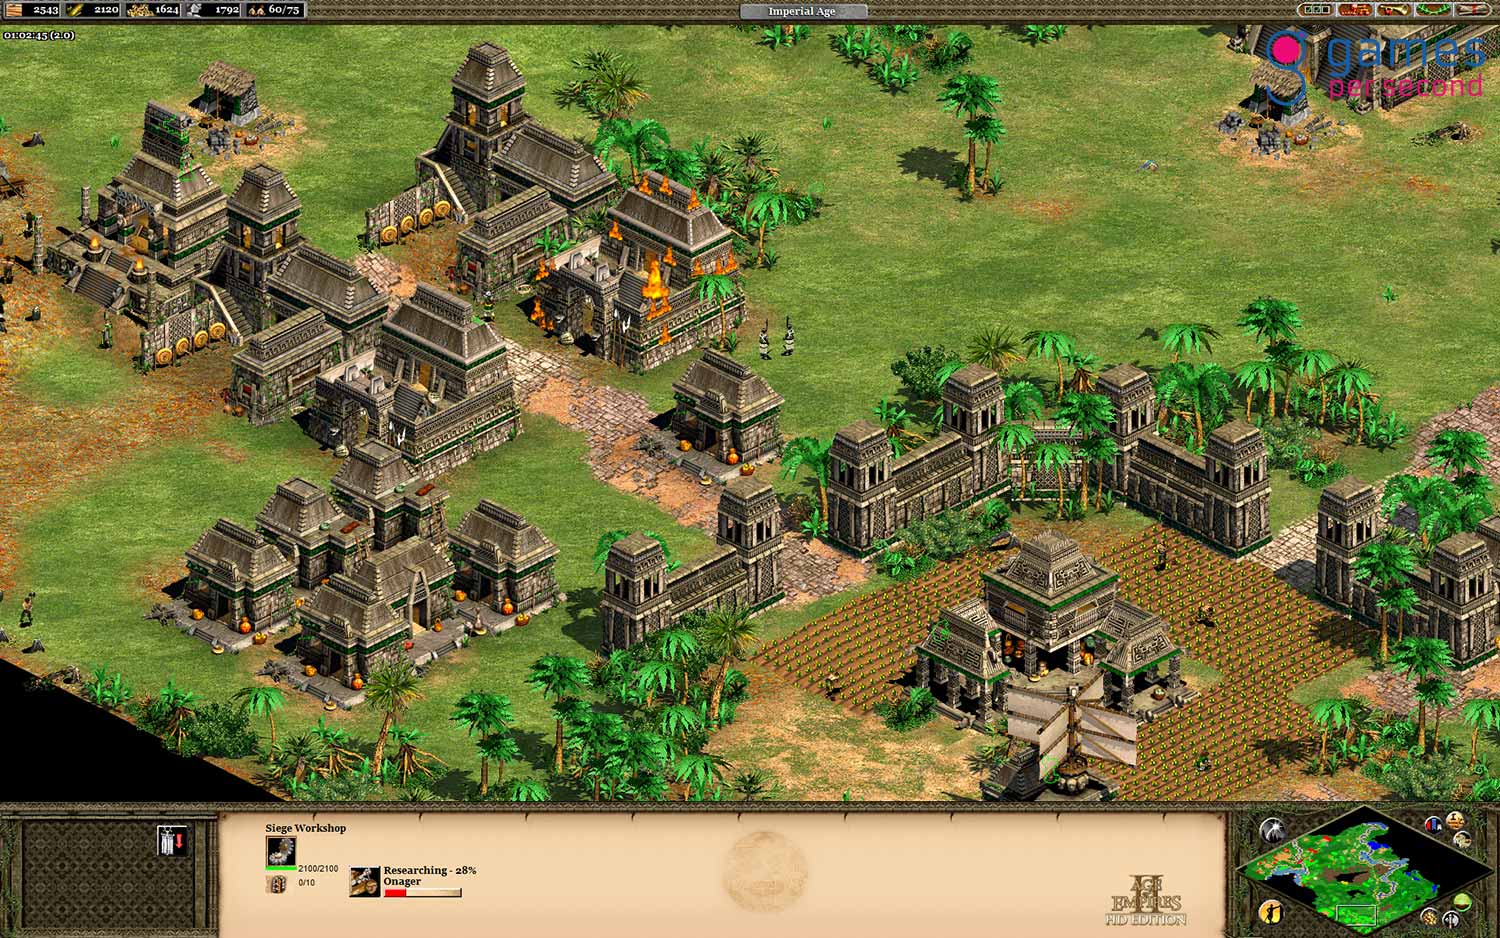 2543 2120 1624 1792 60/75
Imperial Age
01:02:45 (2.0)
games
per second
Siege Workshop
2100/2100
0/10
Researching - 28%
Onager
AGE
EMPIRES
II
HD EDITION